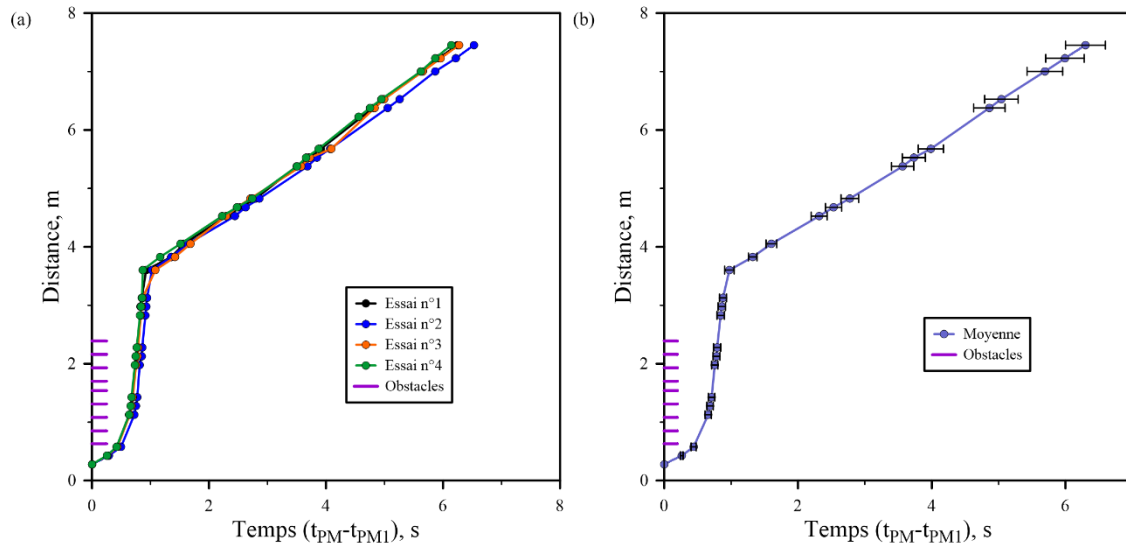 (a)
8
6
4
2
0
Distance, m
0 2 4 6 8
Temps (tPM-tPM1), s
Essai n°1
Essai n°2
Essai n°3
Essai n°4
Obstacles
(b)
8
6
4
2
0
Distance, m
0 2 4 6
Temps (tPM-tPM1), s
Moyenne
Obstacles